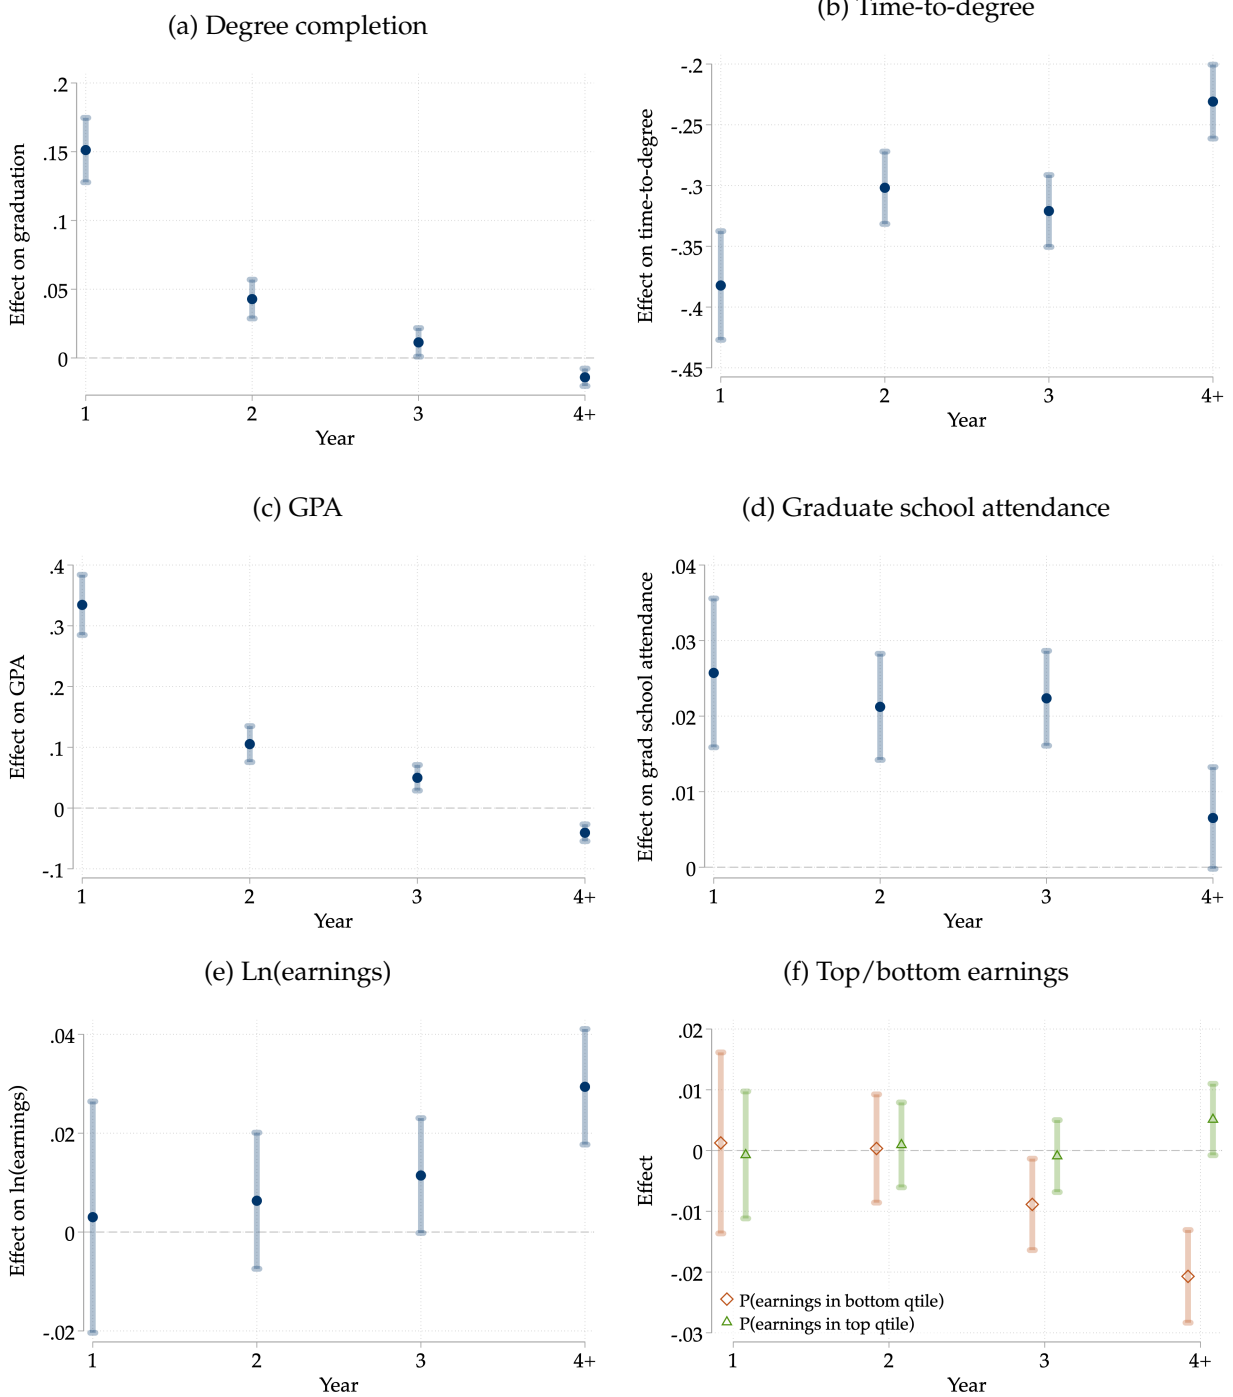 (a) Degree completion
Effect on graduation
.2
.15
.1
.05
0
1 2 3 4+
Year
(b) Time-to-degree
Effect on time-to-degree
-.2
-.25
-.3
-.35
-.4
-.45
1 2 3 4+
Year
(c) GPA
Effect on GPA
.4
.3
.2
.1
0
-.1
1 2 3 4+
Year
(d) Graduate school attendance
Effect on grad school attendance
.04
.03
.02
.01
0
1 2 3 4+
Year
(e) Ln(earnings)
Effect on ln(earnings)
.04
.02
0
-.02
1 2 3 4+
Year
(f) Top/bottom earnings
Effect
.02
.01
0
-.01
-.02
-.03
P(earnings in bottom qtile)
P(earnings in top qtile)
1 2 3 4+
Year